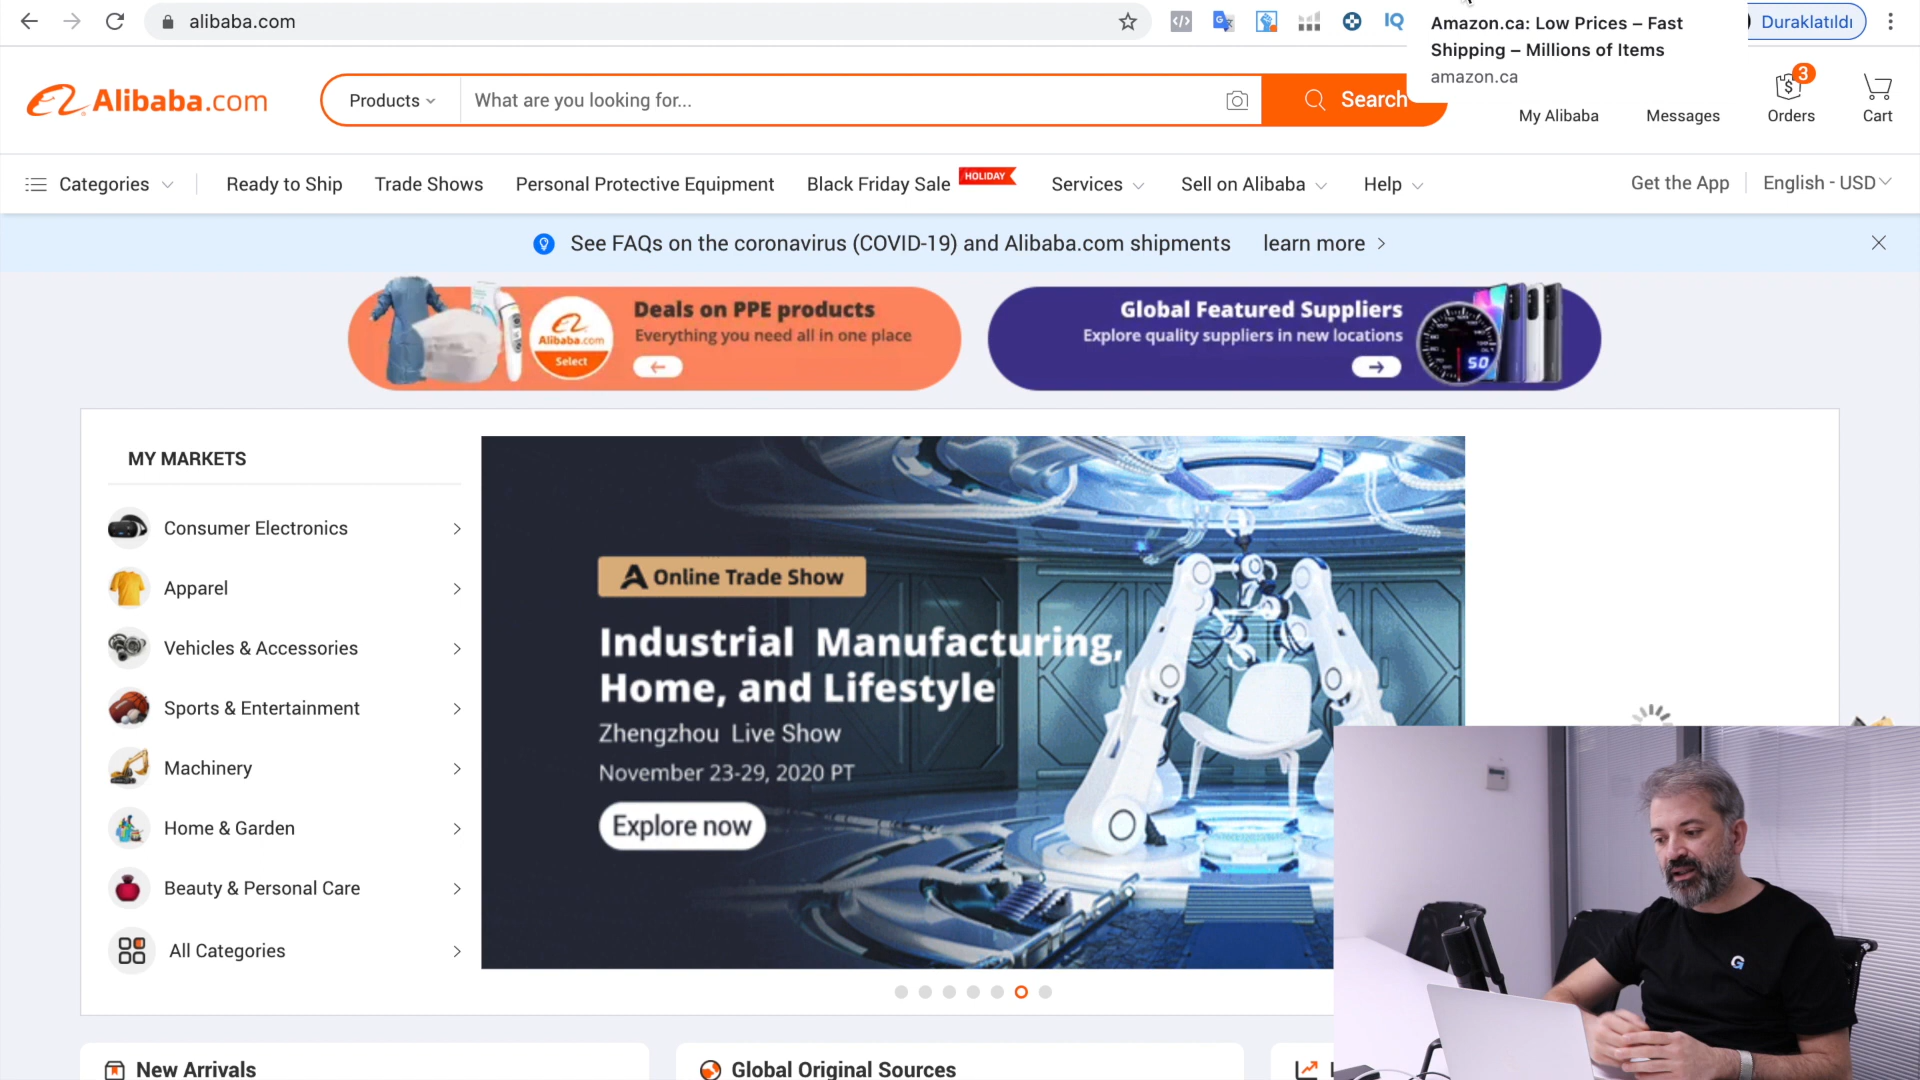 alibaba.com
IQ
Amazon.ca: Low Prices – Fast
Shipping – Millions of Items
amazon.ca
Duraklatıldı
Alibaba.com
Products
What are you looking for...
Search
My Alibaba
Messages
3
Orders
Cart
Categories
Ready to Ship
Trade Shows
Personal Protective Equipment
Black Friday Sale
HOLIDAY
Services
Sell on Alibaba
Help
Get the App
English - USD
See FAQs on the coronavirus (COVID-19) and Alibaba.com shipments
learn more
Alibaba.com
Select
Deals on PPE products
Everything you need all in one place
Global Featured Suppliers
Explore quality suppliers in new locations
50
MY MARKETS
Consumer Electronics
Apparel
Vehicles & Accessories
Sports & Entertainment
Machinery
Home & Garden
Beauty & Personal Care
All Categories
Online Trade Show
Industrial Manufacturing,
Home, and Lifestyle
Zhengzhou Live Show
November 23-29, 2020 PT
Explore now
G
New Arrivals
Global Original Sources